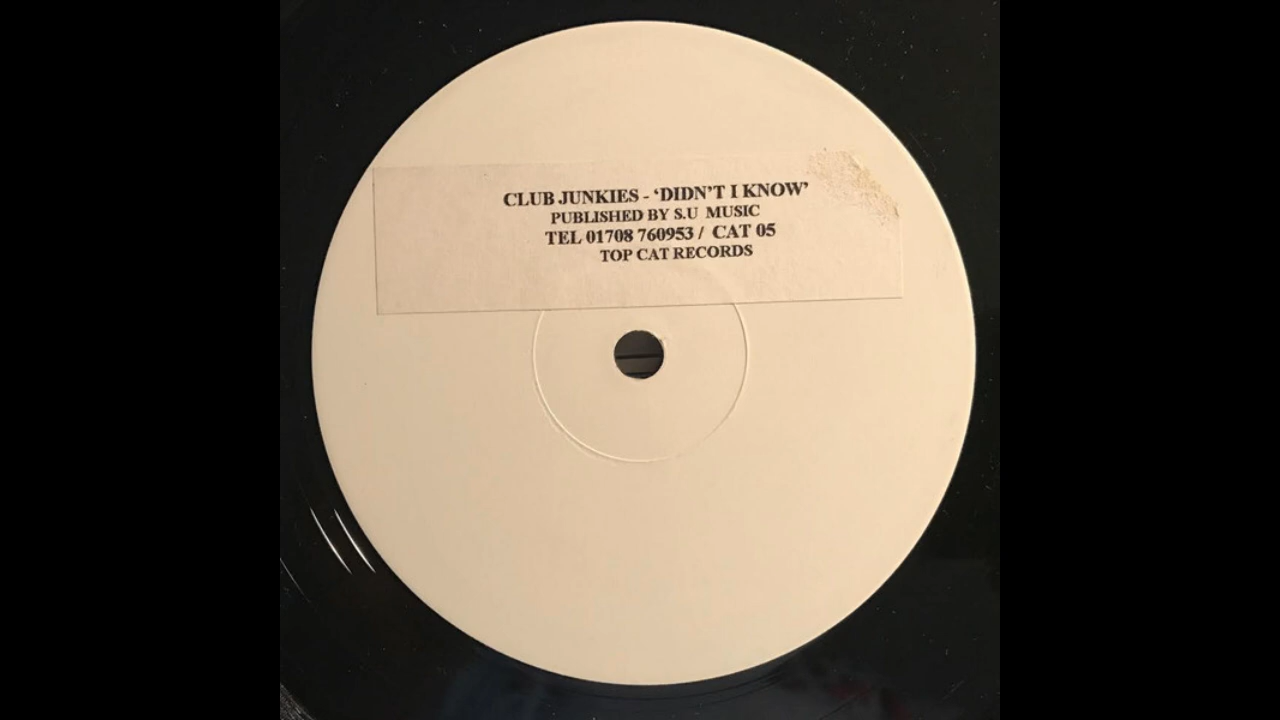 CLUB JUNKIES - ‘DIDN’T I KNOW’
PUBLISHED BY S.U MUSIC
TEL 01708 760953 / CAT 05
TOP CAT RECORDS